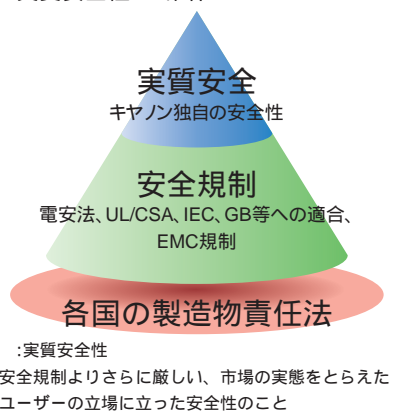 実質安全
キヤノン独自の安全性
安全規制
電安法、UL/CSA、IEC、GB等への適合、
EMC規制
各国の製造物責任法
:実質安全性
安全規制よりさらに厳しい、市場の実態をとらえた
ユーザーの立場に立った安全性のこと